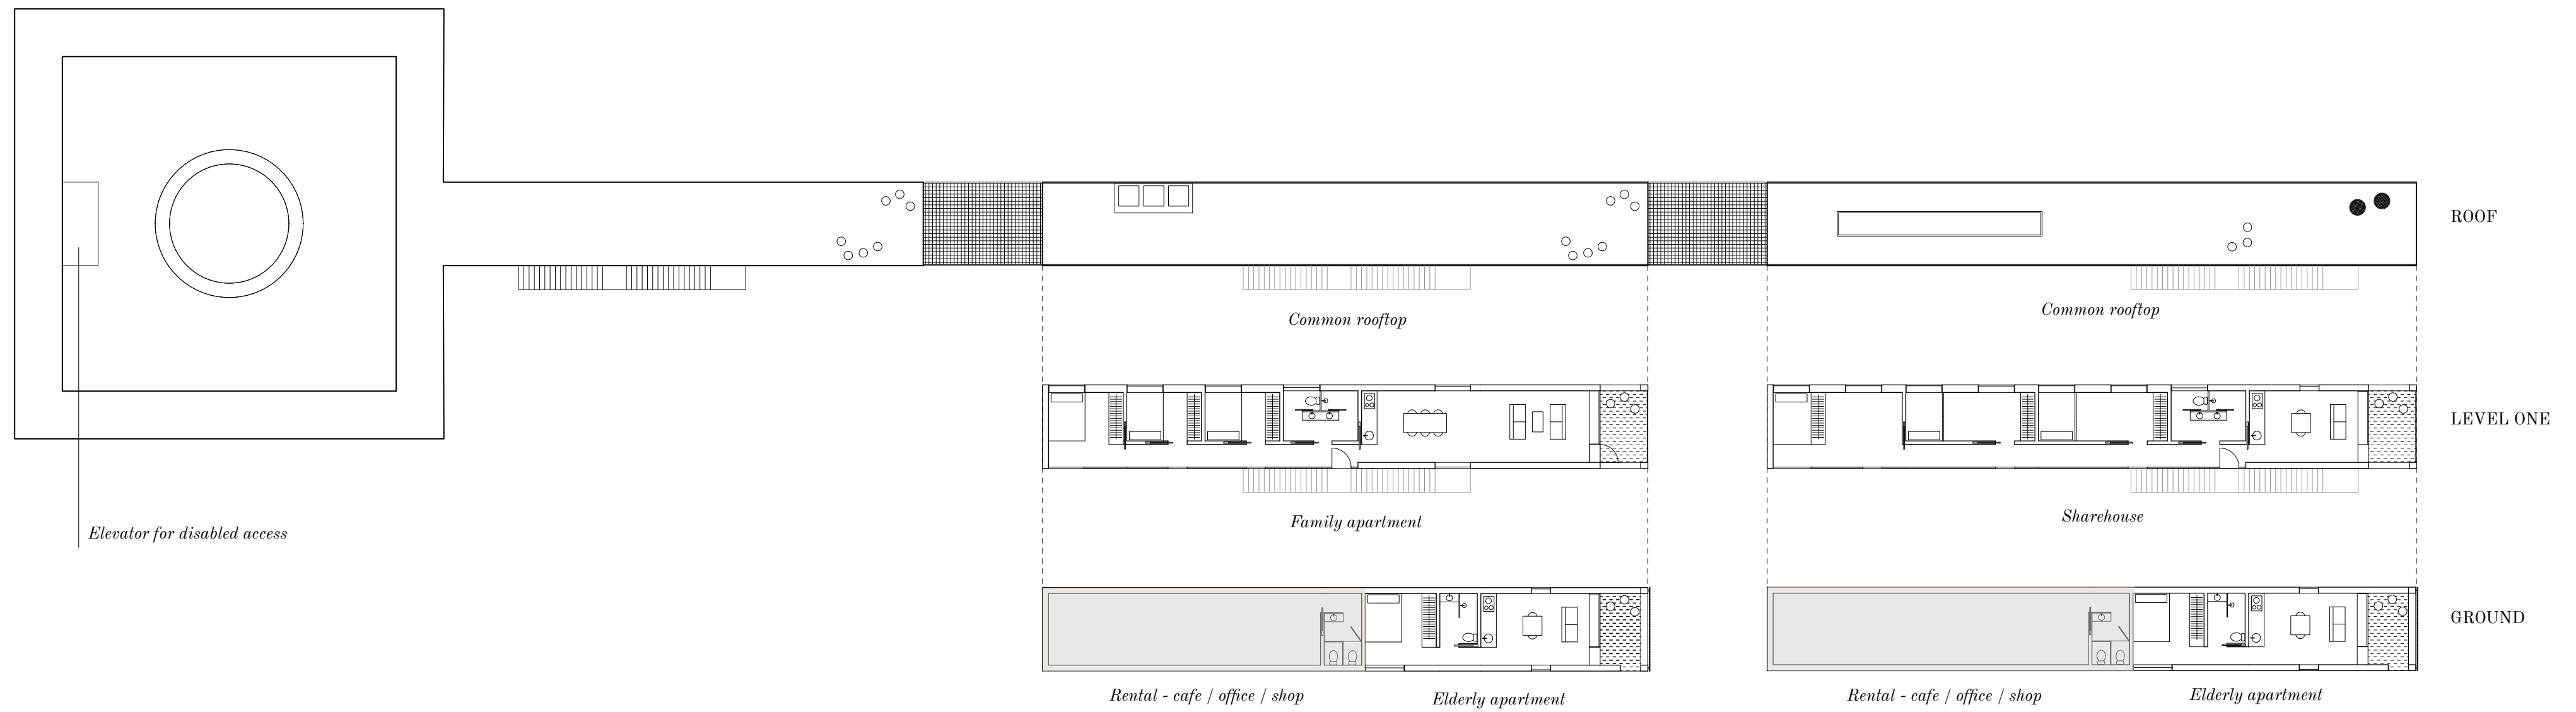 ROOF
Common rooftop
Common rooftop
LEVEL ONE
Elevator for disabled access
Family apartment
Sharehouse
GROUND
Rental - cafe / office / shop
Elderly apartment
Rental - cafe / office / shop
Elderly apartment